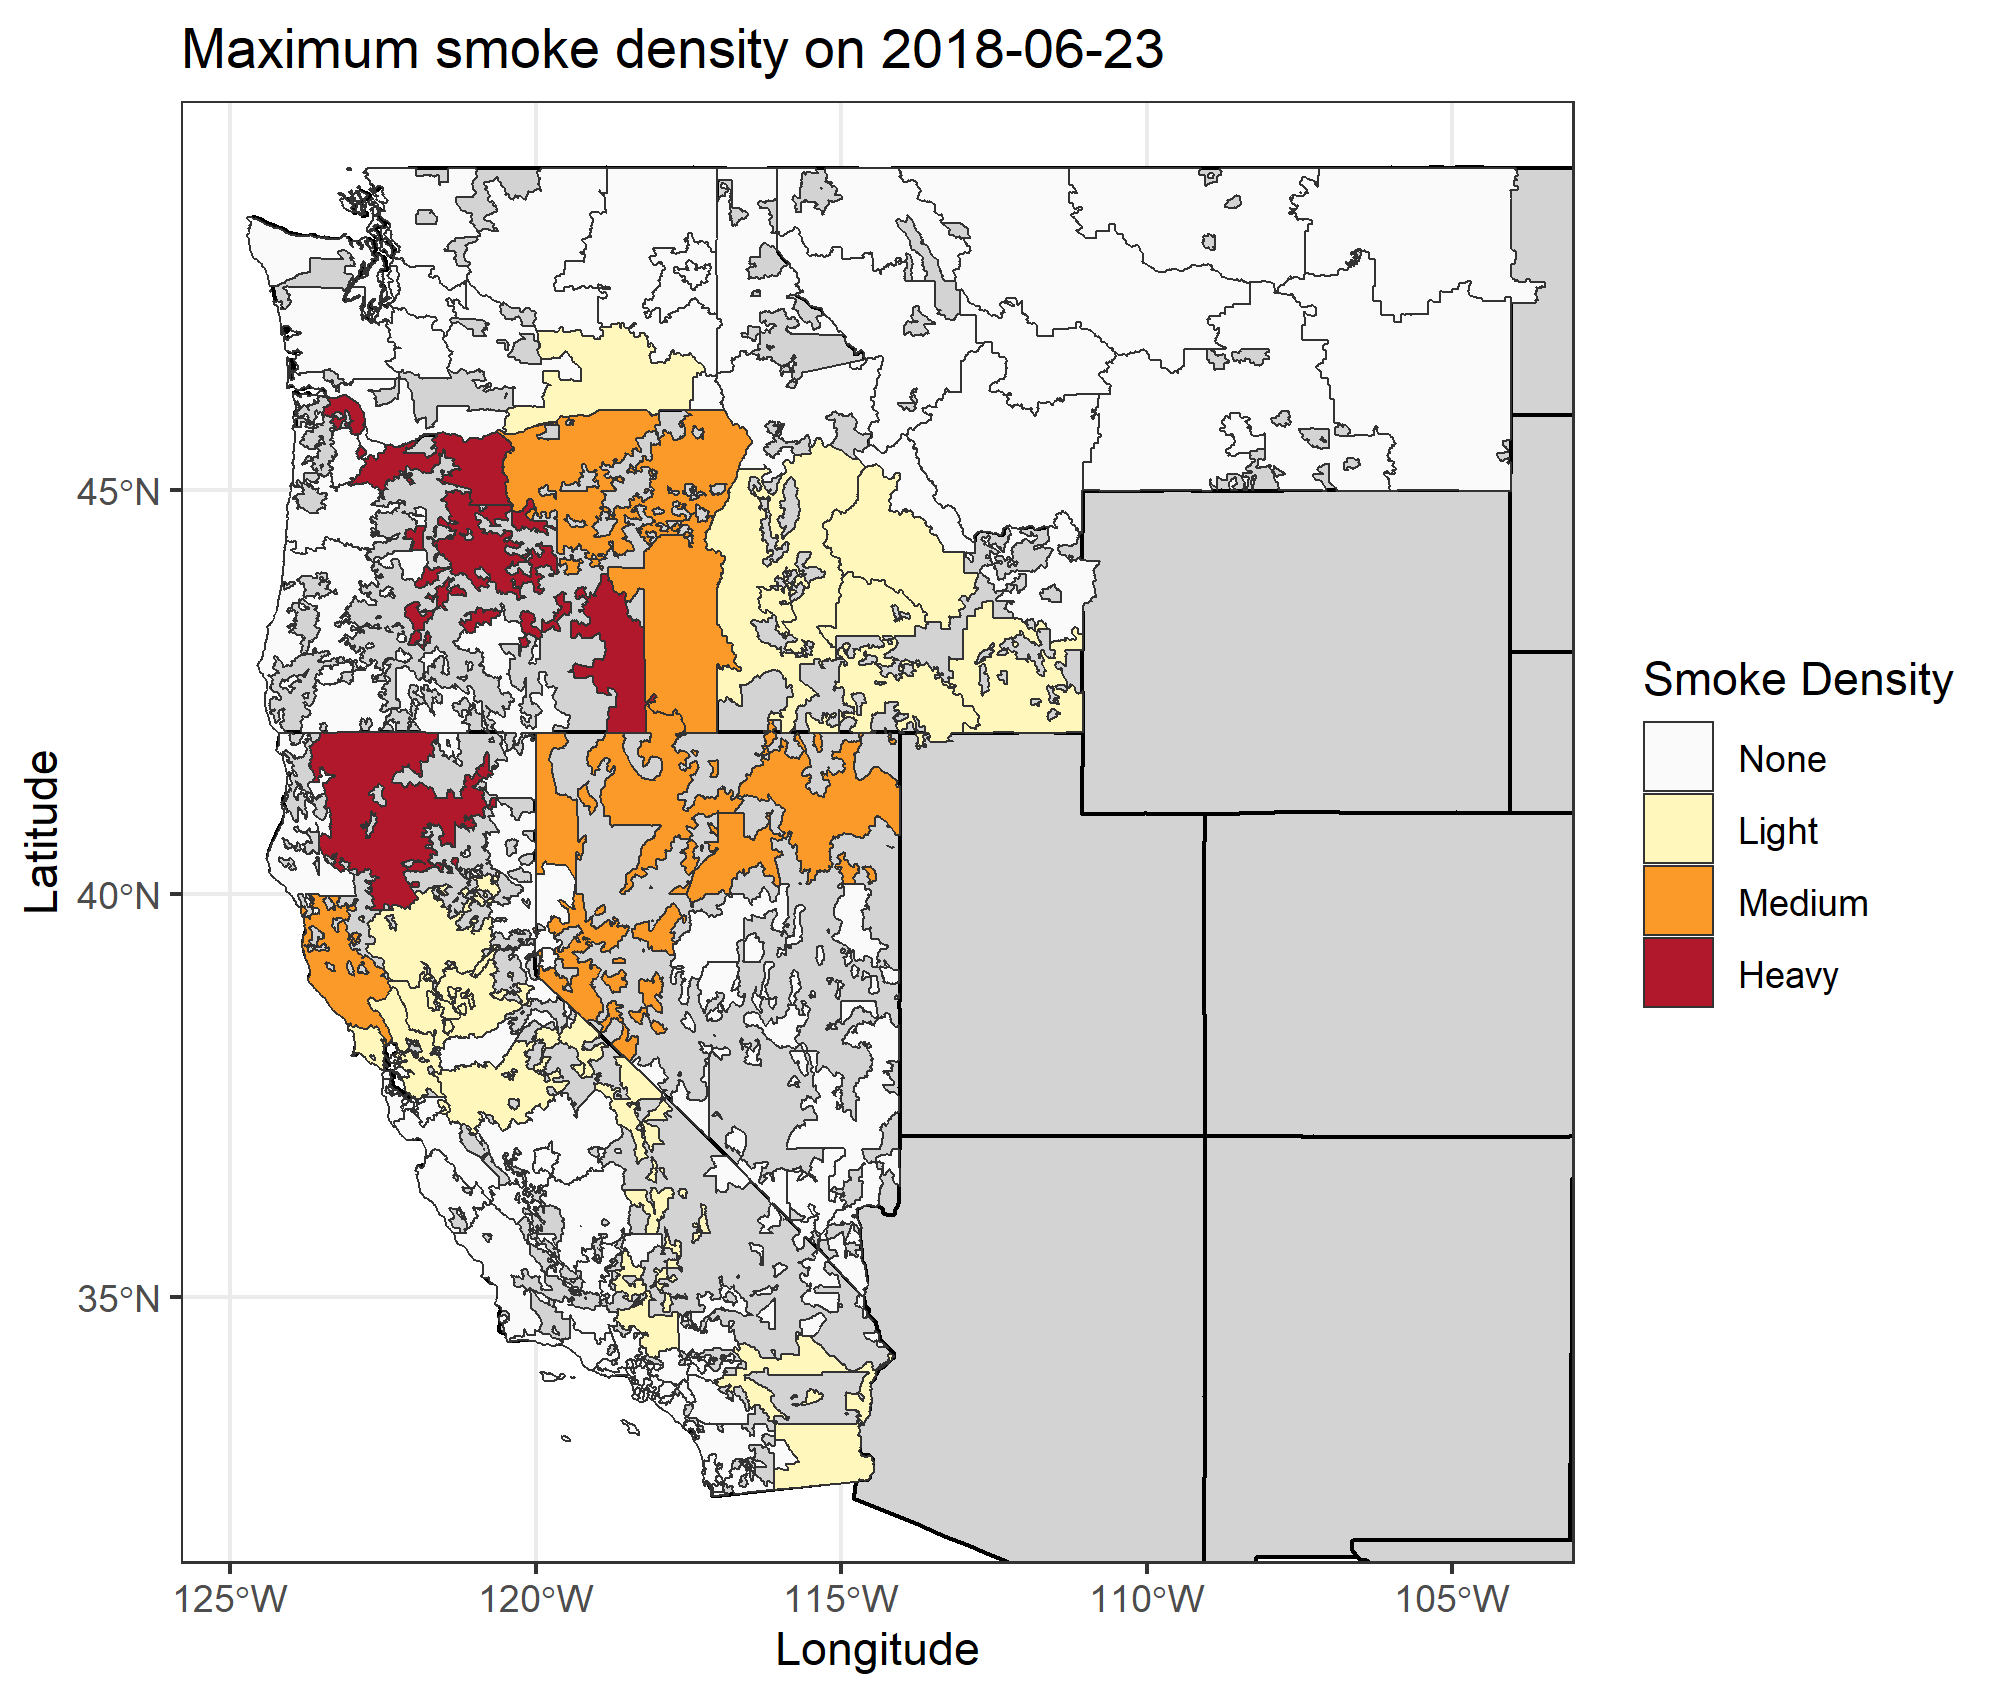 Maximum smoke density on 2018-06-23
45°N
40°N
35°N
Latitude
125°W 120°W 115°W 110°W 105°W
Longitude
Smoke Density
None
Light
Medium
Heavy